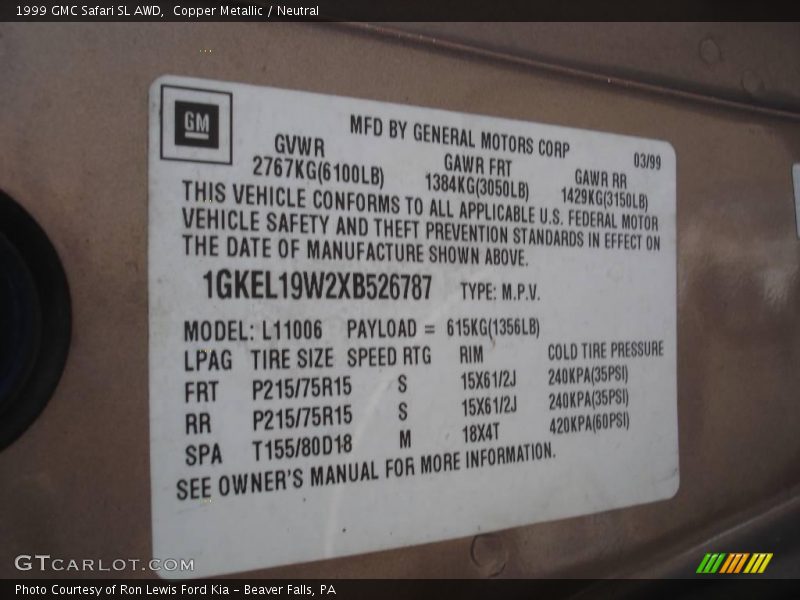 1999 GMC Safari SL AWD,  Copper Metallic / Neutral
GM
MFD BY GENERAL MOTORS CORP
03/99
GVWR GAWR FRT GAWR RR
2767KG(6100LB) 1384KG(3050LB) 1429KG(3150LB)
THIS VEHICLE CONFORMS TO ALL APPLICABLE U.S. FEDERAL MOTOR
VEHICLE SAFETY AND THEFT PREVENTION STANDARDS IN EFFECT ON
THE DATE OF MANUFACTURE SHOWN ABOVE.
1GKEL19W2XB526787 TYPE: M.P.V.
MODEL: L11006 PAYLOAD = 615KG(1356LB)
LPAG TIRE SIZE SPEED RTG RIM COLD TIRE PRESSURE
FRT P215/75R15 S 15X61/2J 240KPA(35PSI)
RR P215/75R15 S 15X61/2J 240KPA(35PSI)
SPA T155/80D18 M 18X4T 420KPA(60PSI)
SEE OWNER'S MANUAL FOR MORE INFORMATION.
GTCARLOT.COM
Photo Courtesy of Ron Lewis Ford Kia - Beaver Falls, PA